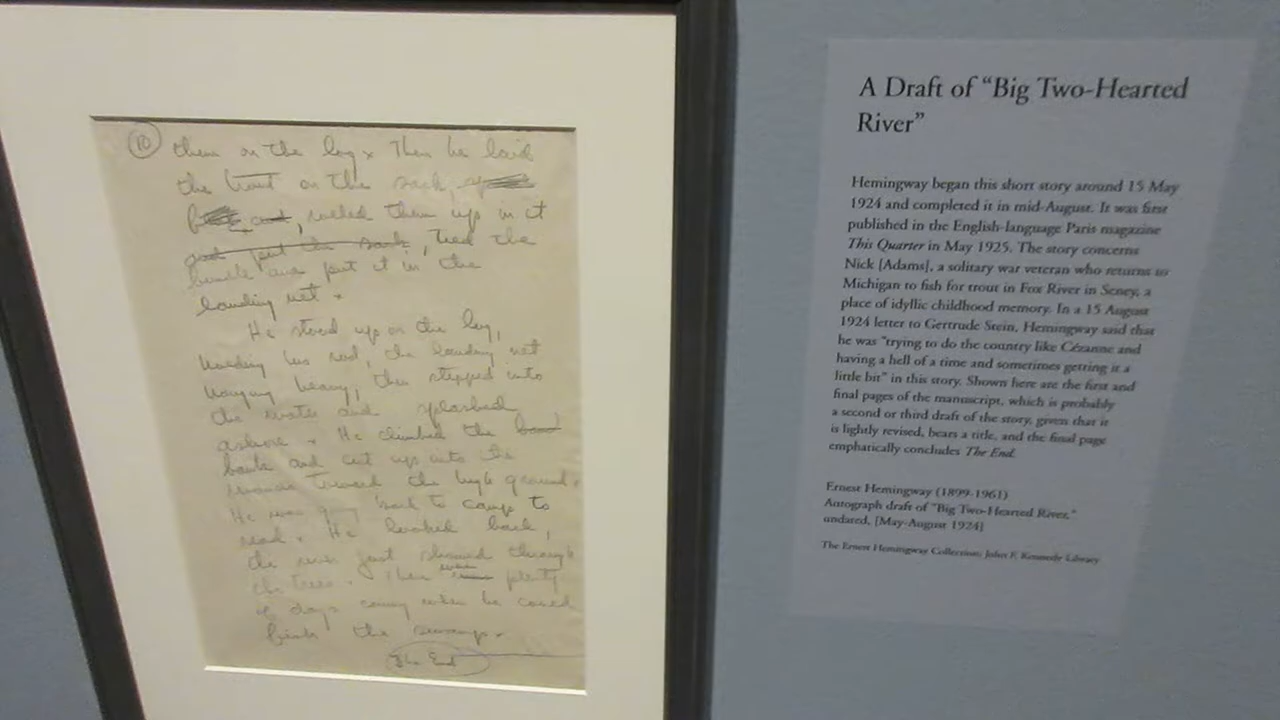 10
them on the log x Then he laid
the trout on the sack
and, rolled them up in it
and put the sack, tied the
bundle and put it in the
landing net x
He stood up on the log,
holding his rod, the landing net
hanging heavy, then stepped into
the water and splashed
ashore x He climbed the
bank and cut up into the
woods toward the high ground x
He was going back to camp to
read x He looked back,
the river just showed through
the trees x There were plenty
of days coming when he could
fish the swamp x
The End
A Draft of “Big Two-Hearted
River”
Hemingway began this short story around 15 May
1924 and completed it in mid-August. It was first
published in the English-language Paris magazine
This Quarter in May 1925. The story concerns
Nick [Adams], a solitary war veteran who returns to
Michigan to fish for trout in Fox River in Seney, a
place of idyllic childhood memory. In a 15 August
1924 letter to Gertrude Stein, Hemingway said that
he was “trying to do the country like Cézanne and
having a hell of a time and sometimes getting it a
little bit” in this story. Shown here are the first and
final pages of the manuscript, which is probably
a second or third draft of the story, given that it
is lightly revised, bears a title, and the final page
emphatically concludes The End.
Ernest Hemingway (1899-1961)
Autograph draft of “Big Two-Hearted River,”
undated, [May-August 1924]
The Ernest Hemingway Collection; John F. Kennedy Library